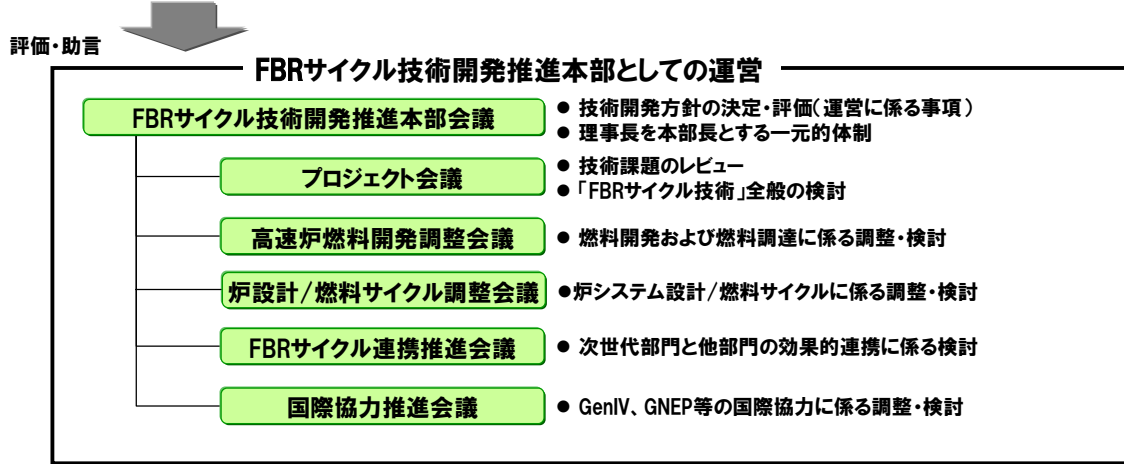 評価・助言
FBRサイクル技術開発推進本部としての運営
FBRサイクル技術開発推進本部会議
● 技術開発方針の決定・評価(運営に係る事項)
● 理事長を本部長とする一元的体制
プロジェクト会議
● 技術課題のレビュー
●「FBRサイクル技術」全般の検討
高速炉燃料開発調整会議
● 燃料開発および燃料調達に係る調整・検討
炉設計/燃料サイクル調整会議
●炉システム設計/燃料サイクルに係る調整・検討
FBRサイクル連携推進会議
● 次世代部門と他部門の効果的連携に係る検討
国際協力推進会議
● GenⅣ、GNEP等の国際協力に係る調整・検討